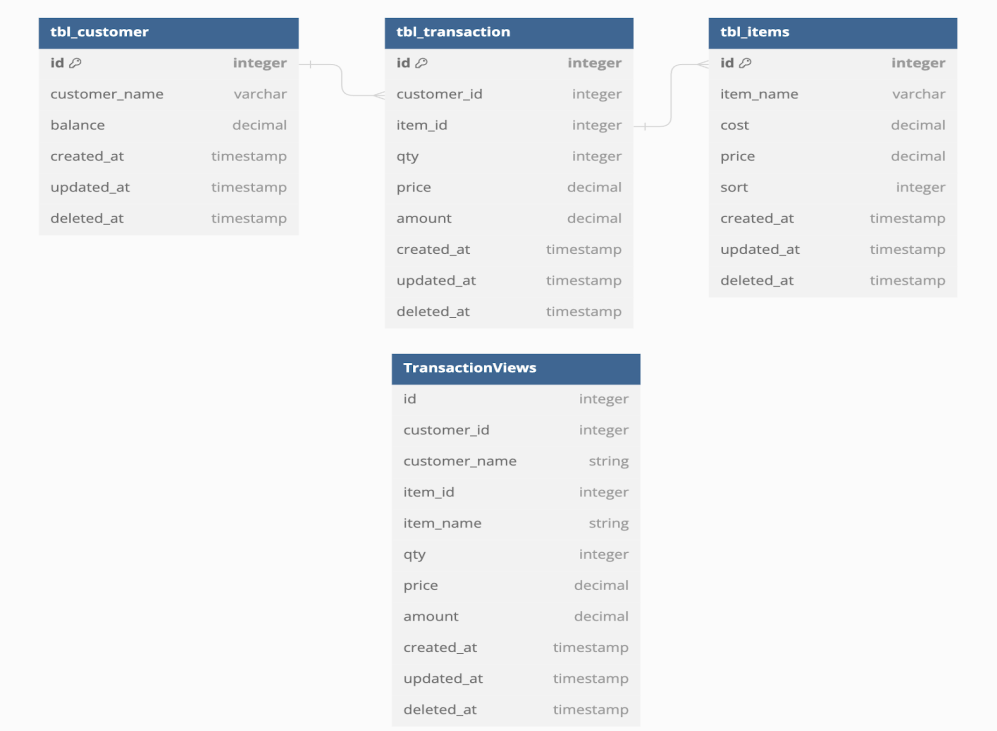 tbl_customer
id integer
customer_name varchar
balance decimal
created_at timestamp
updated_at timestamp
deleted_at timestamp
tbl_transaction
id integer
customer_id integer
item_id integer
qty integer
price decimal
amount decimal
created_at timestamp
updated_at timestamp
deleted_at timestamp
tbl_items
id integer
item_name varchar
cost decimal
price decimal
sort integer
created_at timestamp
updated_at timestamp
deleted_at timestamp
TransactionViews
id integer
customer_id integer
customer_name string
item_id integer
item_name string
qty integer
price decimal
amount decimal
created_at timestamp
updated_at timestamp
deleted_at timestamp